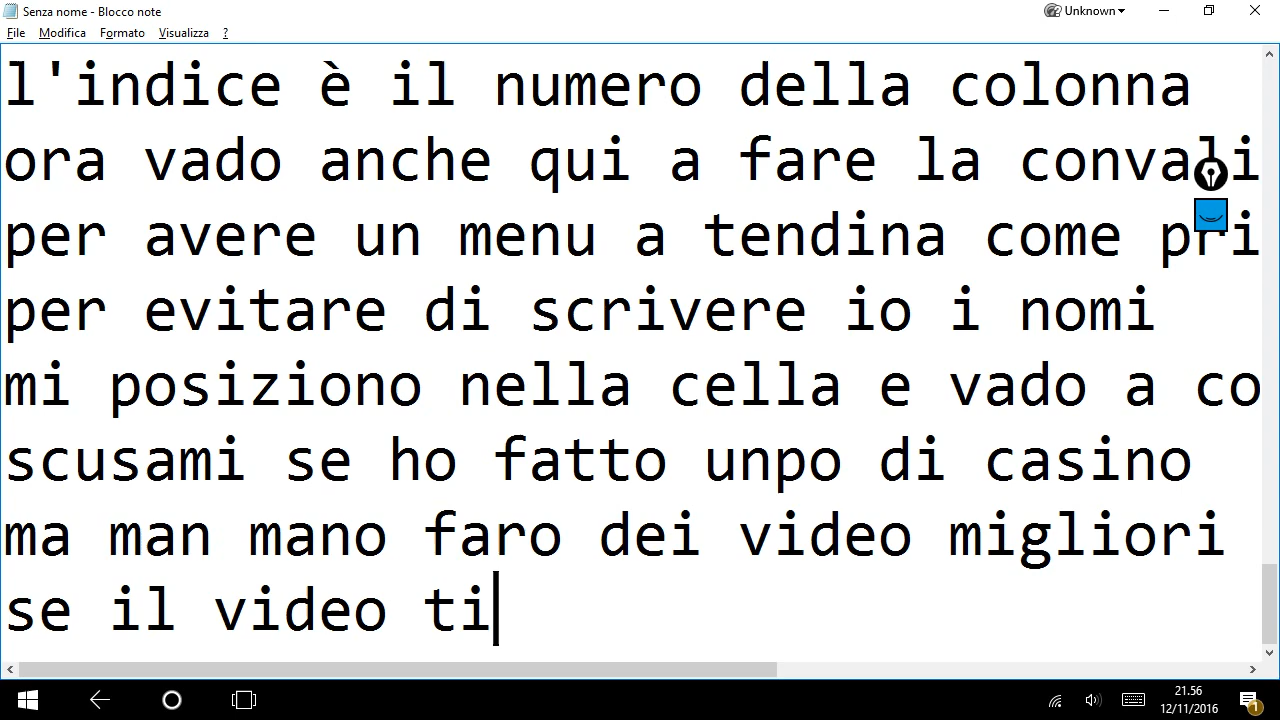 Senza nome - Blocco note
Unknown
File Modifica Formato Visualizza ?
l'indice è il numero della colonna
ora vado anche qui a fare la convali
per avere un menu a tendina come pri
per evitare di scrivere io i nomi
mi posiziono nella cella e vado a co
scusami se ho fatto unpo di casino
ma man mano faro dei video migliori
se il video ti
21.56
12/11/2016
1